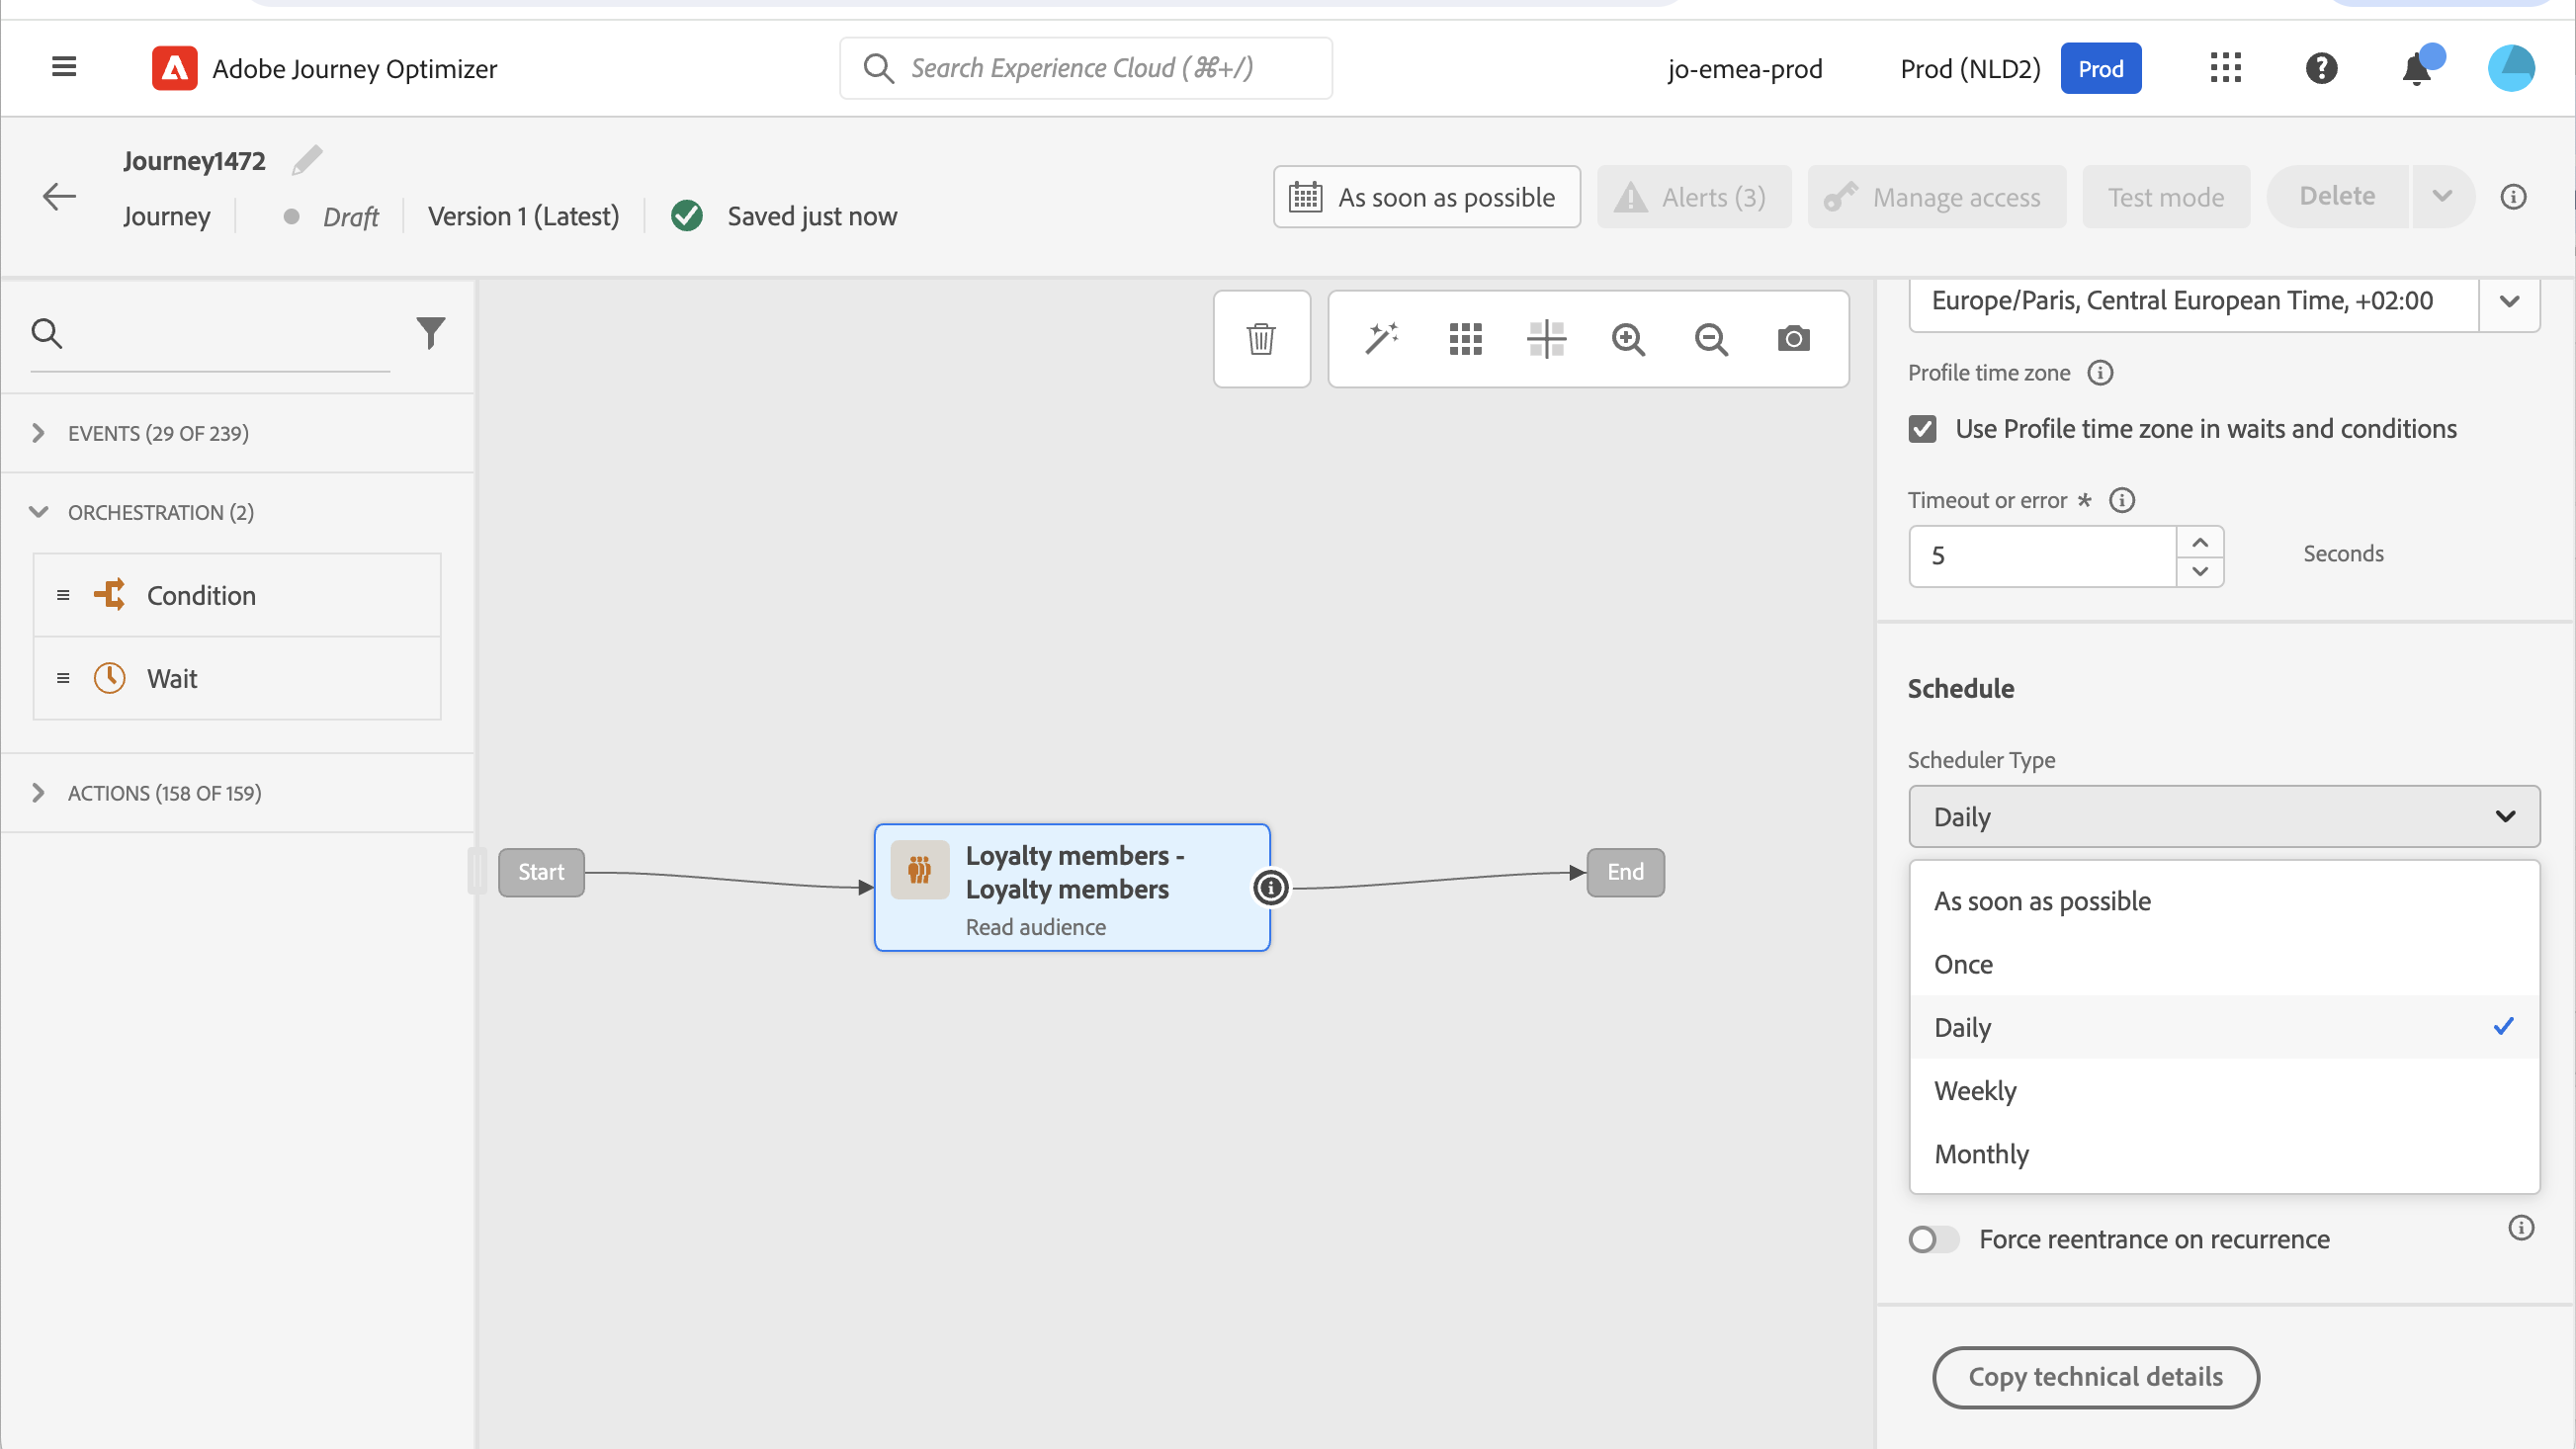 Adobe Journey Optimizer
Search Experience Cloud (⌘+/)
jo-emea-prod
Prod (NLD2)
Prod
Journey1472
Journey
Draft
Version 1 (Latest)
Saved just now
As soon as possible
Alerts (3)
Manage access
Test mode
Delete
EVENTS (29 OF 239)
ORCHESTRATION (2)
Condition
Wait
ACTIONS (158 OF 159)
Start
Loyalty members -
Loyalty members
Read audience
End
Europe/Paris, Central European Time, +02:00
Profile time zone
Use Profile time zone in waits and conditions
Timeout or error *
5
Seconds
Schedule
Scheduler Type
Daily
As soon as possible
Once
Daily
Weekly
Monthly
Force reentrance on recurrence
Copy technical details